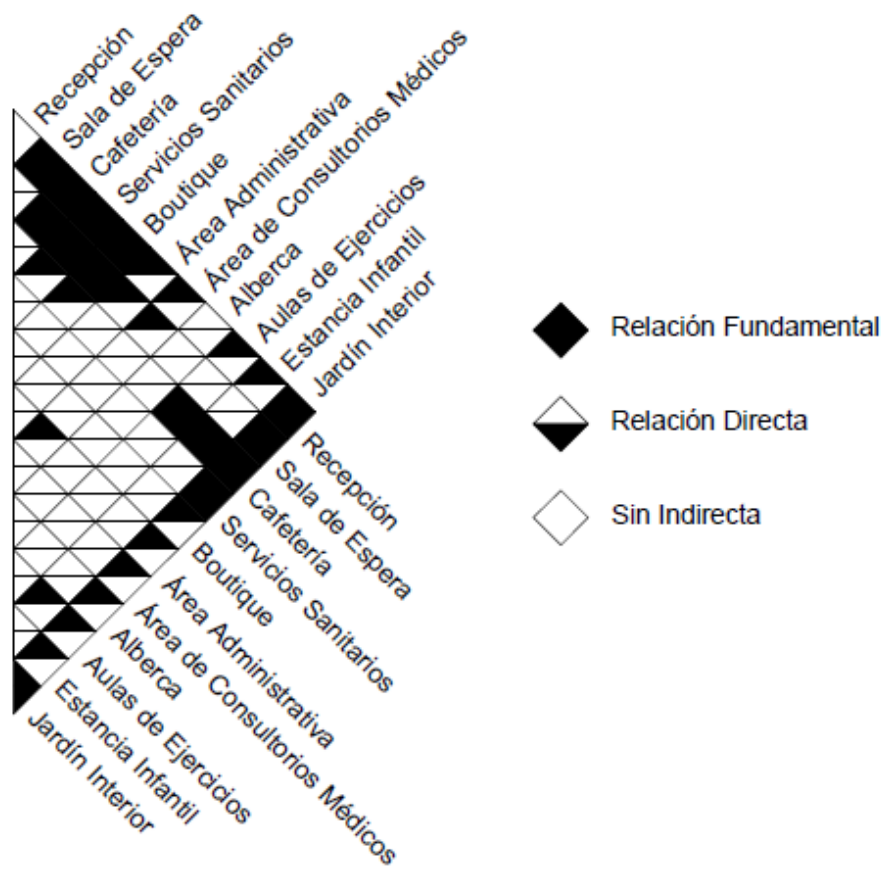 Recepción
Sala de Espera
Cafetería
Servicios Sanitarios
Boutique
Área Administrativa
Área de Consultorios Médicos
Alberca
Aulas de Ejercicios
Estancia Infantil
Jardín Interior
Recepción
Sala de Espera
Cafetería
Servicios Sanitarios
Boutique
Área Administrativa
Área de Consultorios Médicos
Alberca
Aulas de Ejercicios
Estancia Infantil
Jardín Interior
Relación Fundamental
Relación Directa
Sin Indirecta